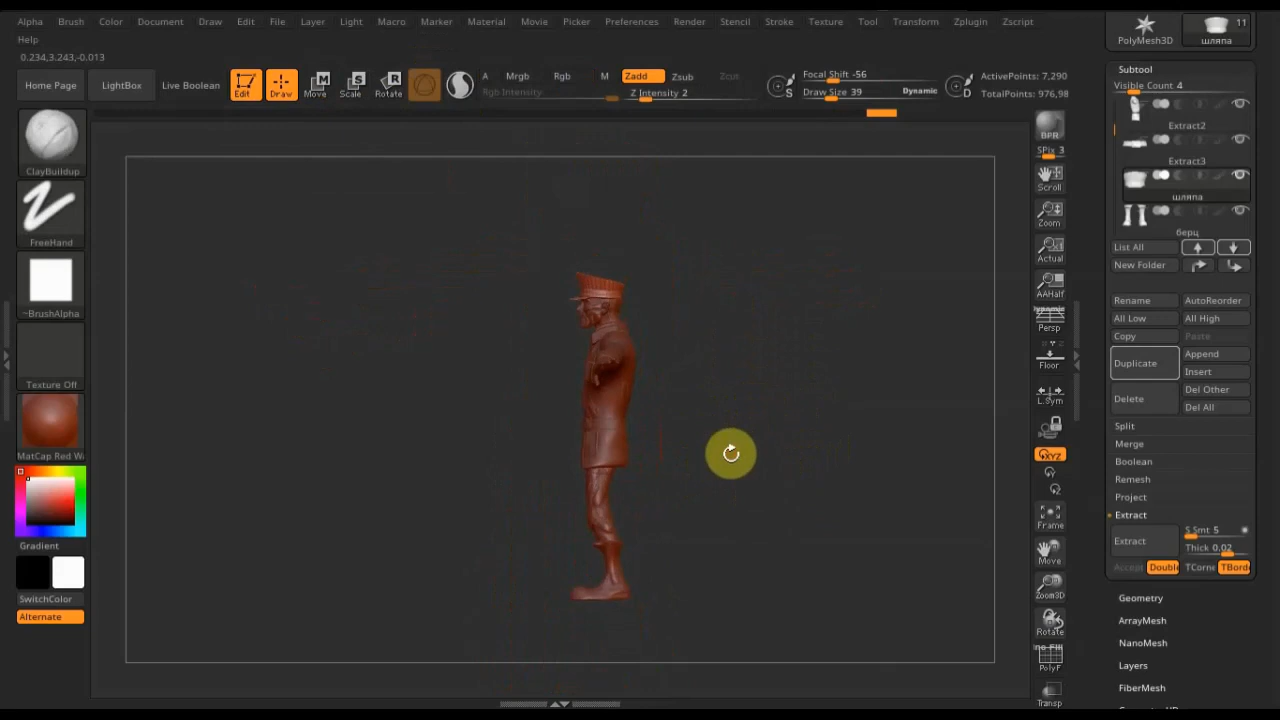 Alpha Brush Color Document Draw Edit File Layer Light Macro Marker Material Movie Picker Preferences Render Stencil Stroke Texture Tool Transform Zplugin Zscript
Help
0.234,3.243,-0.013
Home Page
LightBox
Live Boolean
Edit
Draw
Move
Scale
Rotate
A
Mrgb
Rgb
M
Zadd
Zsub
Zcut
Rgb Intensity
Z Intensity 2
S
Focal Shift -56
Draw Size 39
Dynamic
D
ActivePoints: 7,290
TotalPoints: 976,98
ClayBuildup
FreeHand
~BrushAlpha
Texture Off
MatCap Red Wa
Gradient
SwitchColor
Alternate
BPR
SPix 3
Scroll
Zoom
Actual
AAHalf
Dynamic
Persp
Floor
L.Sym
XYZ
Frame
Move
Zoom3D
Rotate
PolyF
Transp
PolyMesh3D
11
шляпа
Subtool
Visible Count 4
Extract2
Extract3
шляпа
берц
List All
New Folder
Rename
AutoReorder
All Low
All High
Copy
Paste
Duplicate
Append
Insert
Delete
Del Other
Del All
Split
Merge
Boolean
Remesh
Project
Extract
Extract
S Smt 5
Thick 0.02
Accept
Double
TCorne
TBorde
Geometry
ArrayMesh
NanoMesh
Layers
FiberMesh